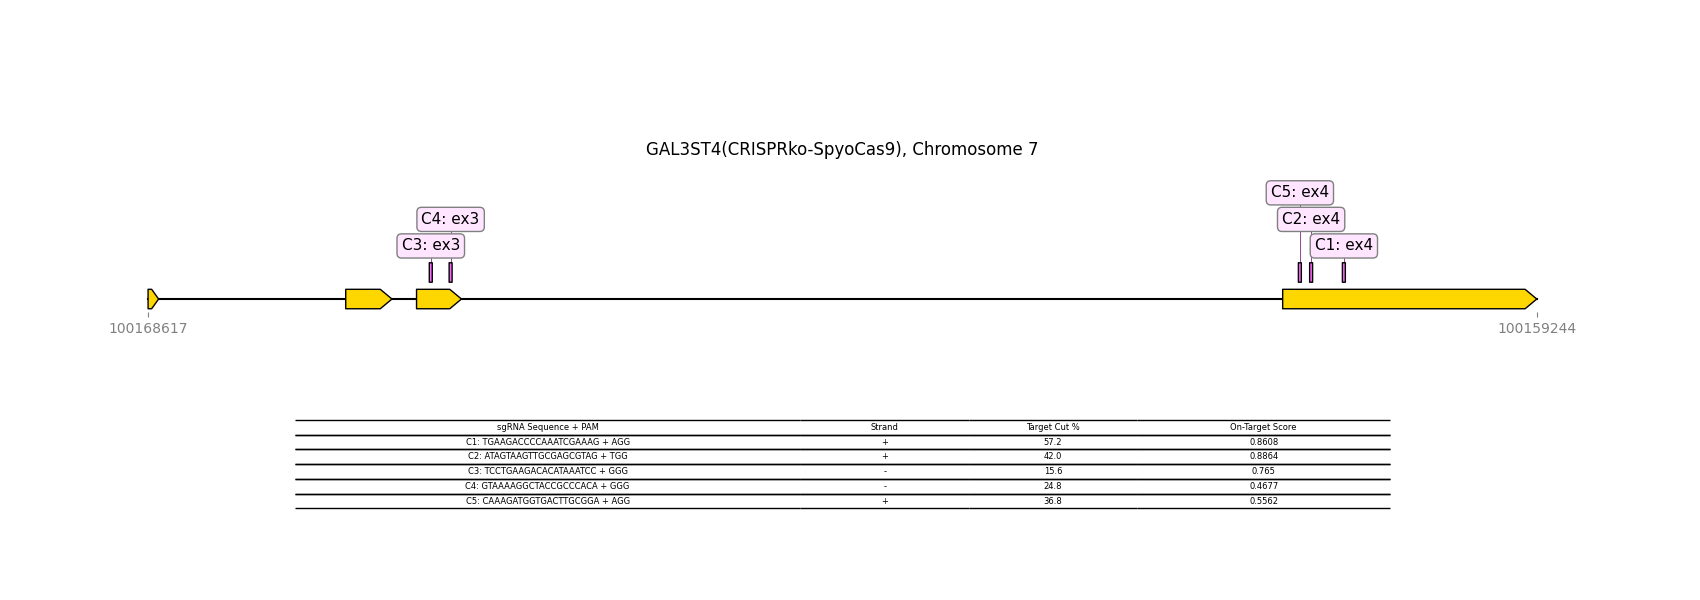 GAL3ST4(CRISPRko-SpyoCas9), Chromosome 7
C5: ex4
C4: ex3 C2: ex4
C3: ex3 C1: ex4
100168617 100159244
sgRNA Sequence + PAM Strand Target Cut % On-Target Score
C1: TGAAGACCCCAAATCGAAAG + AGG + 57.2 0.8608
C2: ATAGTAAGTTGCGAGCGTAG + TGG + 42.0 0.8864
C3: TCCTGAAGACACATAAATCC + GGG - 15.6 0.765
C4: GTAAAAGGCTACCGCCCACA + GGG - 24.8 0.4677
C5: CAAAGATGGTGACTTGCGGA + AGG + 36.8 0.5562